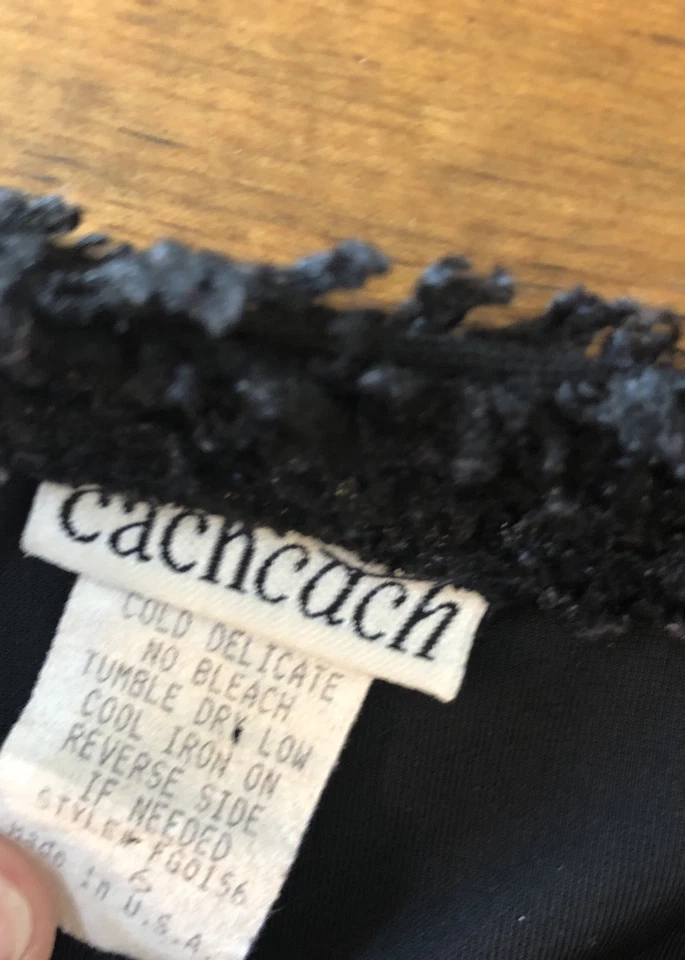 cachcach
COLD DELICATE
NO BLEACH
TUMBLE DRY LOW
COOL IRON ON
REVERSE SIDE
IF NEEDED
STYLE# FG0156
6
made in U.S.A.